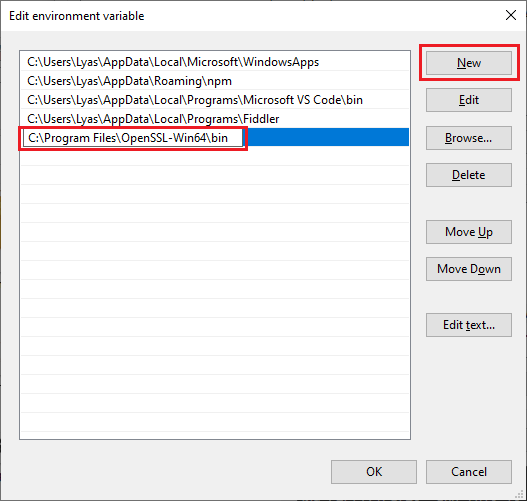 Edit environment variable
C:\Users\Lyas\AppData\Local\Microsoft\WindowsApps
C:\Users\Lyas\AppData\Roaming\npm
C:\Users\Lyas\AppData\Local\Programs\Microsoft VS Code\bin
C:\Users\Lyas\AppData\Local\Programs\Fiddler
C:\Program Files\OpenSSL-Win64\bin
New
Edit
Browse...
Delete
Move Up
Move Down
Edit text...
OK
Cancel